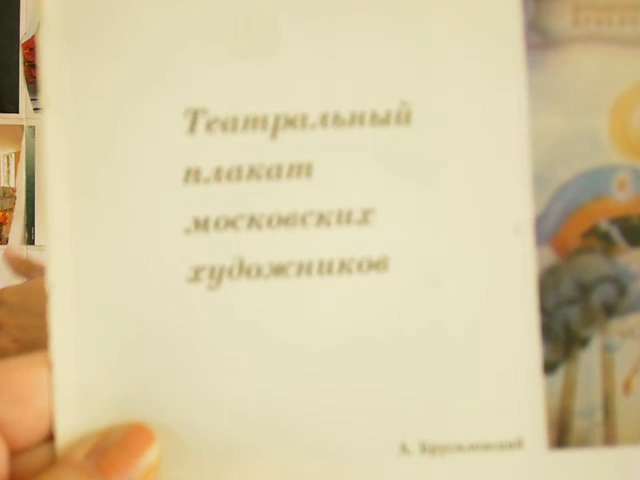 Театральный
плакат
московских
художников
А.